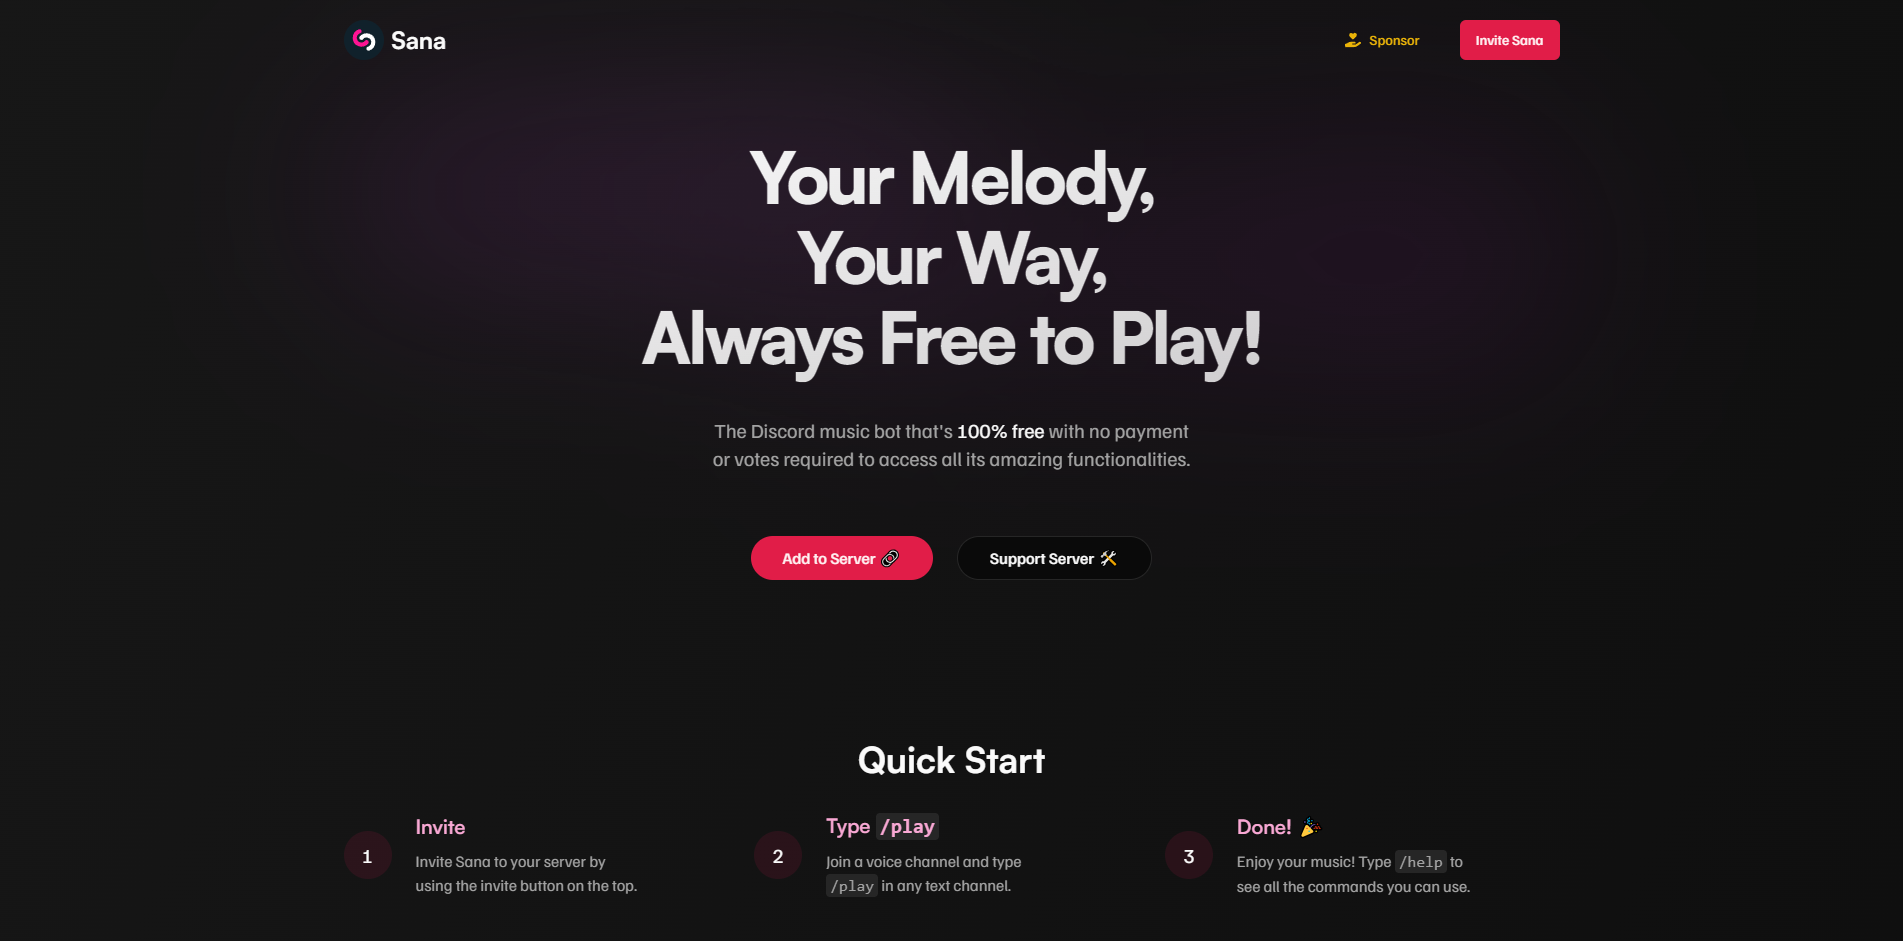 Sana
Sponsor
Invite Sana
Your Melody,
Your Way,
Always Free to Play!
The Discord music bot that's 100% free with no payment
or votes required to access all its amazing functionalities.
Add to Server 🔗
Support Server 🛠️
Quick Start
1
Invite
Invite Sana to your server by
using the invite button on the top.
2
Type /play
Join a voice channel and type
/play in any text channel.
3
Done! 🎉
Enjoy your music! Type /help to
see all the commands you can use.